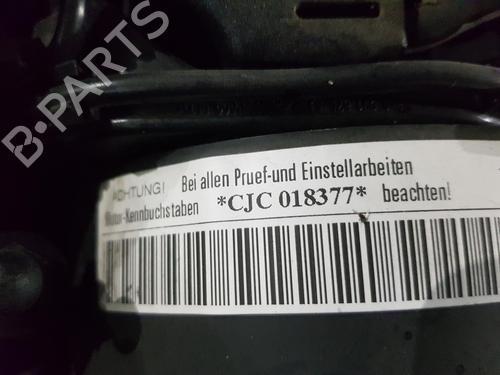 B-PARTS
ACHTUNG! Bei allen Pruef-und Einstellarbeiten
Motor-Kennbuchstaben *CJC 018377* beachten!